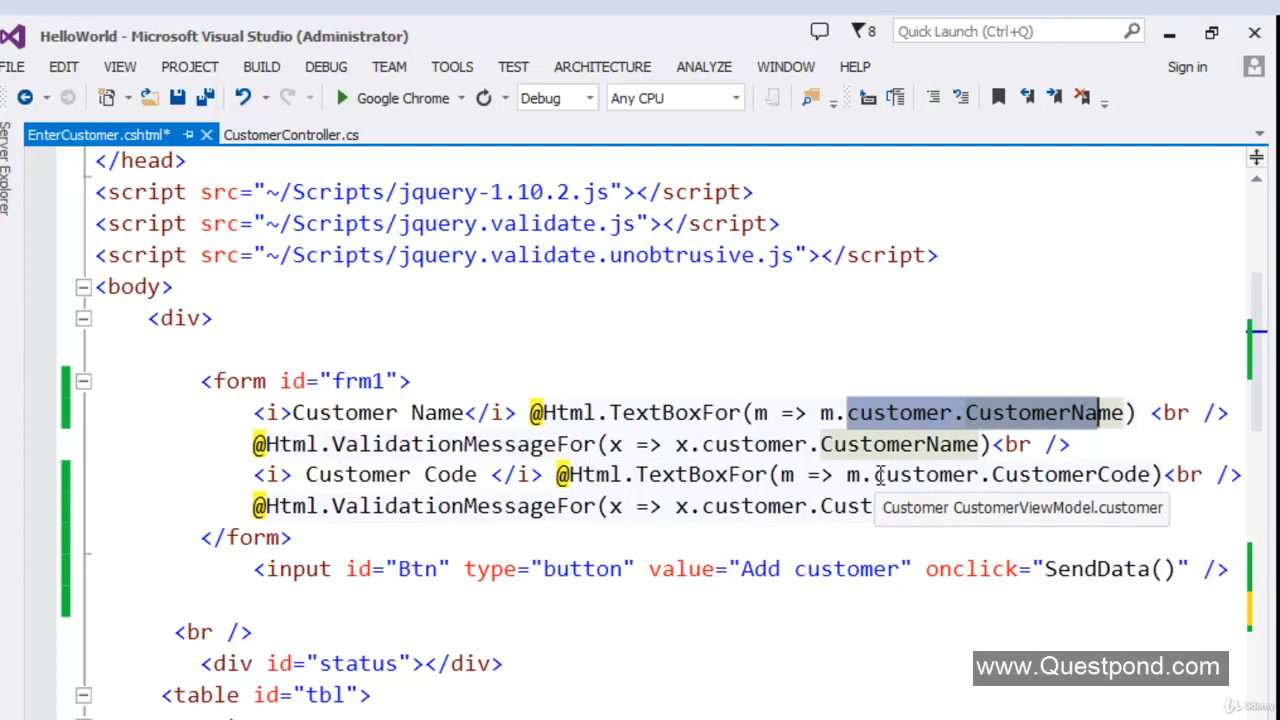 HelloWorld - Microsoft Visual Studio (Administrator)
8
Quick Launch (Ctrl+Q)
FILE EDIT VIEW PROJECT BUILD DEBUG TEAM TOOLS TEST ARCHITECTURE ANALYZE WINDOW HELP Sign in
Google Chrome Debug Any CPU
Server Explorer
EnterCustomer.cshtml* CustomerController.cs
</head>
<script src="~/Scripts/jquery-1.10.2.js"></script>
<script src="~/Scripts/jquery.validate.js"></script>
<script src="~/Scripts/jquery.validate.unobtrusive.js"></script>
<body>
<div>
<form id="frm1">
<i>Customer Name</i> @Html.TextBoxFor(m => m.customer.CustomerName) <br />
@Html.ValidationMessageFor(x => x.customer.CustomerName)<br />
<i> Customer Code </i> @Html.TextBoxFor(m => m.customer.CustomerCode)<br />
@Html.ValidationMessageFor(x => x.customer.Cust
Customer CustomerViewModel.customer
</form>
<input id="Btn" type="button" value="Add customer" onclick="SendData()" />
<br />
<div id="status"></div>
<table id="tbl">
www.Questpond.com
Udemy